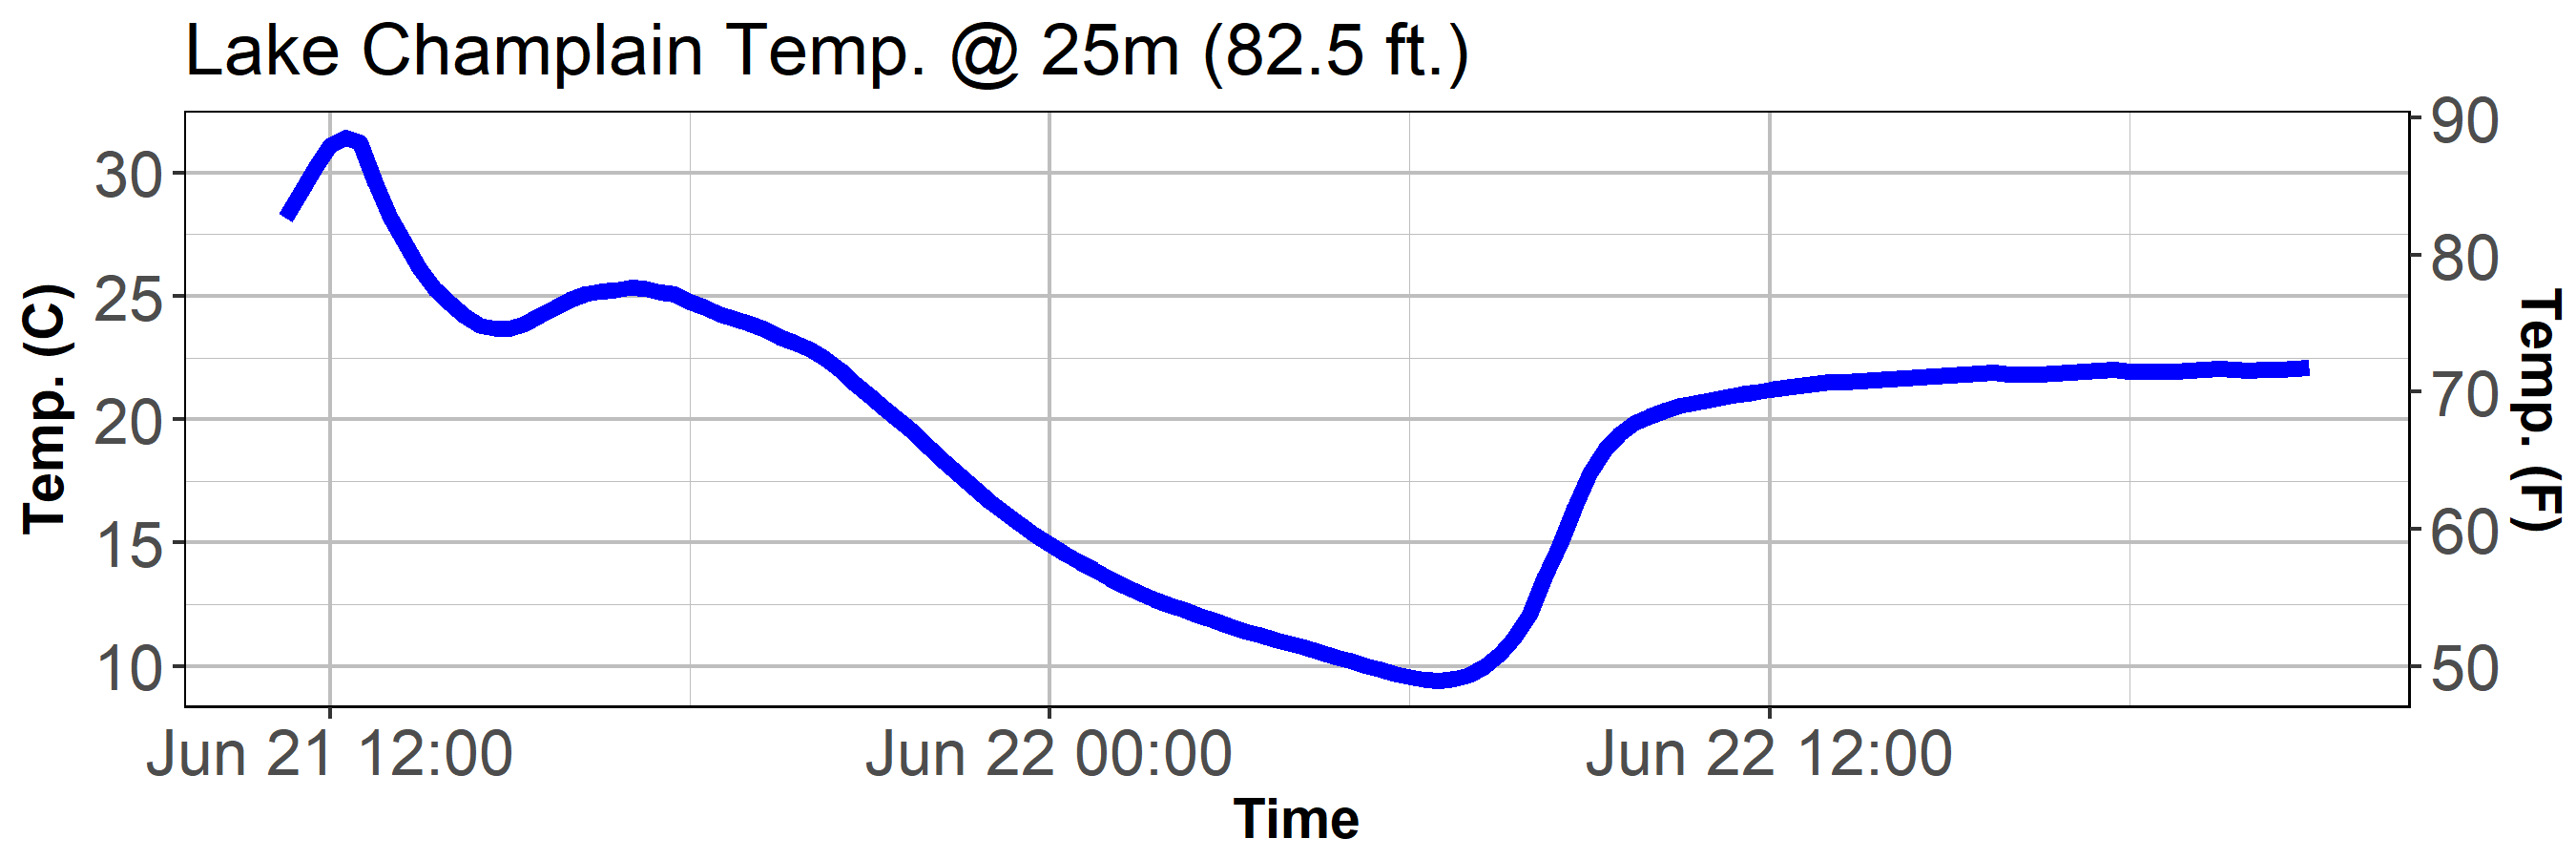 Lake Champlain Temp. @ 25m (82.5 ft.)
Temp. (C)
30
25
20
15
10
90
80
70
60
50
Temp. (F)
Jun 21 12:00
Jun 22 00:00
Jun 22 12:00
Time